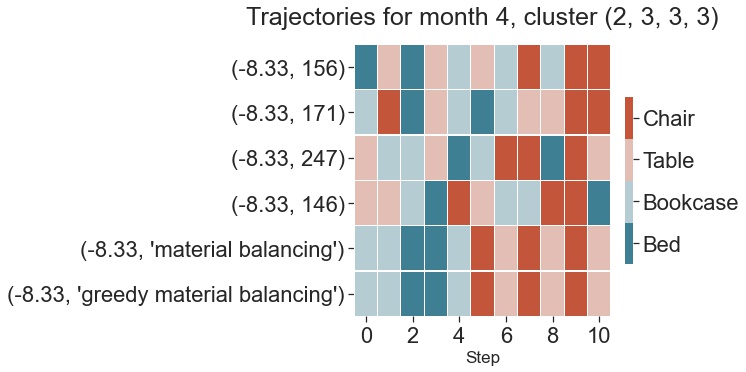 Trajectories for month 4, cluster (2, 3, 3, 3)
(-8.33, 156)
(-8.33, 171)
(-8.33, 247)
(-8.33, 146)
(-8.33, 'material balancing')
(-8.33, 'greedy material balancing')
0 2 4 6 8 10
Step
Chair
Table
Bookcase
Bed